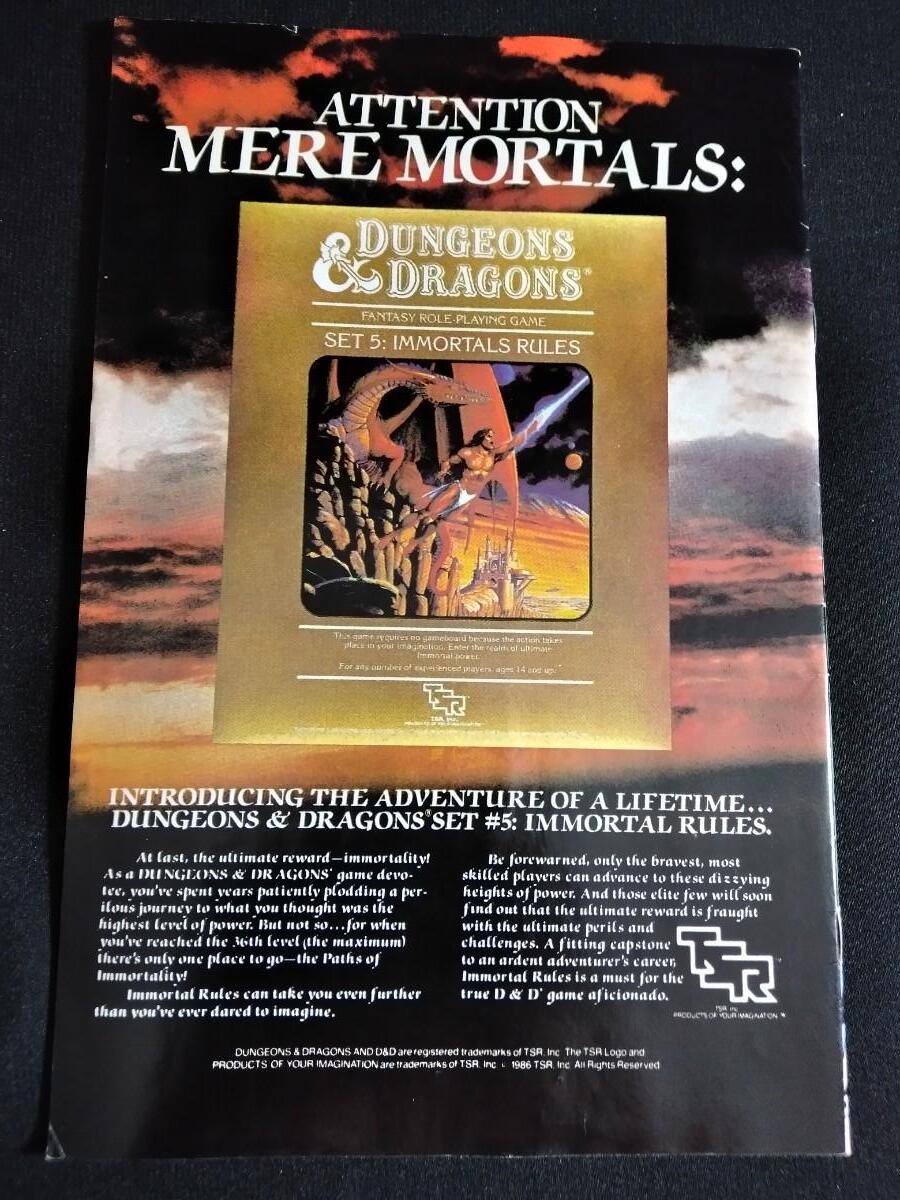 ATTENTION
MERE MORTALS:
DUNGEONS
& DRAGONS®
FANTASY ROLE-PLAYING GAME
SET 5: IMMORTALS RULES
This game requires no gameboard because the action takes
place in your imagination. Enter the realm of ultimate
Immortal power.
For any number of experienced players, ages 14 and up.
TSR
TSR, Inc.
PRODUCTS OF YOUR IMAGINATION
INTRODUCING THE ADVENTURE OF A LIFETIME...
DUNGEONS & DRAGONS® SET #5: IMMORTAL RULES.
At last, the ultimate reward—immortality!
As a DUNGEONS & DRAGONS® game devo-
tee, you've spent years patiently plodding a per-
ilous journey to what you thought was the
highest level of power. But not so...for when
you've reached the 36th level (the maximum)
there's only one place to go—the Paths of
Immortality!
Immortal Rules can take you even further
than you've ever dared to imagine.
Be forewarned, only the bravest, most
skilled players can advance to these dizzying
heights of power. And those elite few will soon
find out that the ultimate reward is fraught
with the ultimate perils and
challenges. A fitting capstone
to an ardent adventurer's career,
Immortal Rules is a must for the
true D & D® game aficionado.
TSR
TSR, Inc.
PRODUCTS OF YOUR IMAGINATION™
DUNGEONS & DRAGONS AND D&D are registered trademarks of TSR, Inc. The TSR Logo and
PRODUCTS OF YOUR IMAGINATION are trademarks of TSR, Inc. © 1986 TSR, Inc. All Rights Reserved